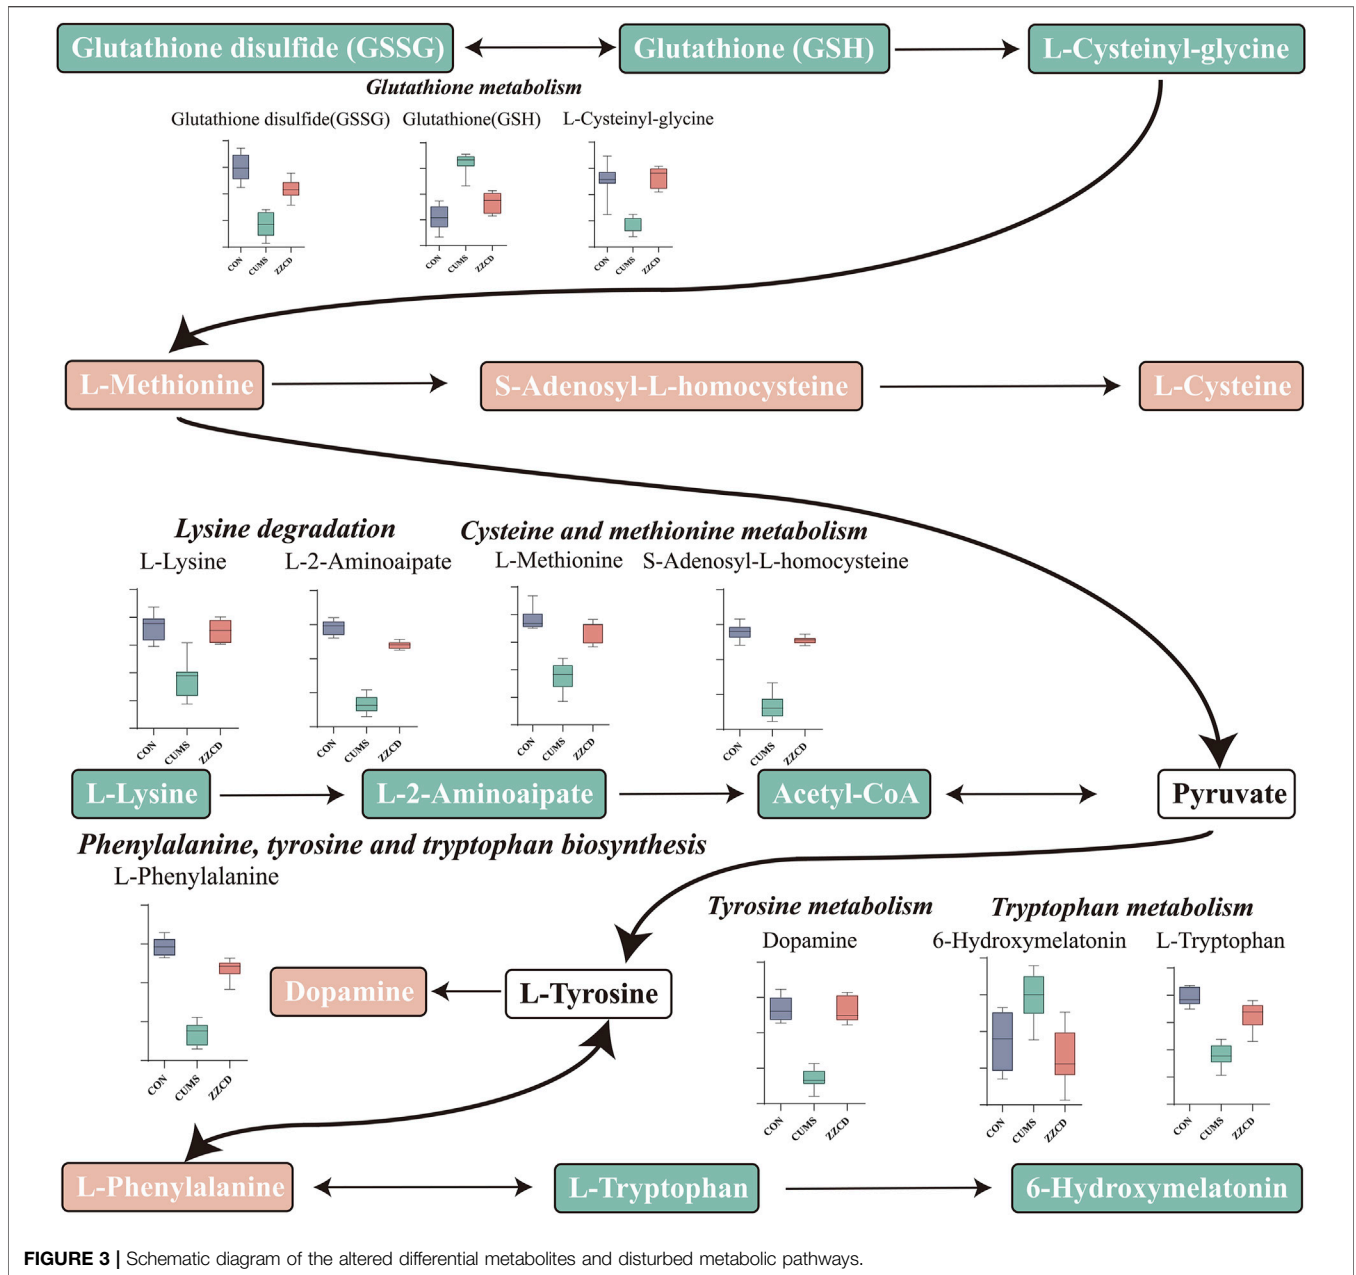 Glutathione disulfide (GSSG) Glutathione (GSH) L-Cysteinyl-glycine
Glutathione metabolism
Glutathione disulfide(GSSG) Glutathione(GSH) L-Cysteinyl-glycine
CON CUMS ZZCD CON CUMS ZZCD CON CUMS ZZCD
L-Methionine S-Adenosyl-L-homocysteine L-Cysteine
Lysine degradation Cysteine and methionine metabolism
L-Lysine L-2-Aminoaipate L-Methionine S-Adenosyl-L-homocysteine
CON CUMS ZZCD CON CUMS ZZCD CON CUMS ZZCD CON CUMS ZZCD
L-Lysine L-2-Aminoaipate Acetyl-CoA Pyruvate
Phenylalanine, tyrosine and tryptophan biosynthesis
L-Phenylalanine
Tyrosine metabolism Tryptophan metabolism
Dopamine 6-Hydroxymelatonin L-Tryptophan
Dopamine L-Tyrosine
CON CUMS ZZCD
CON CUMS ZZCD CON CUMS ZZCD CON CUMS ZZCD
L-Phenylalanine L-Tryptophan 6-Hydroxymelatonin
FIGURE 3 | Schematic diagram of the altered differential metabolites and disturbed metabolic pathways.